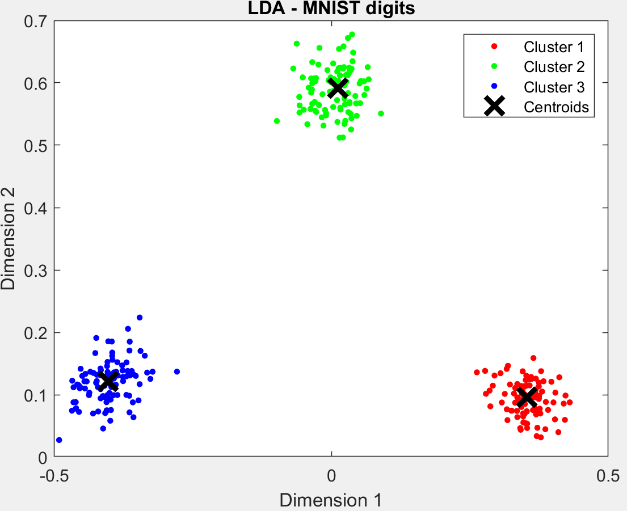 LDA - MNIST digits
0.7
0.6
0.5
0.4
0.3
0.2
0.1
0
Dimension 2
Cluster 1
Cluster 2
Cluster 3
Centroids
-0.5
0
0.5
Dimension 1